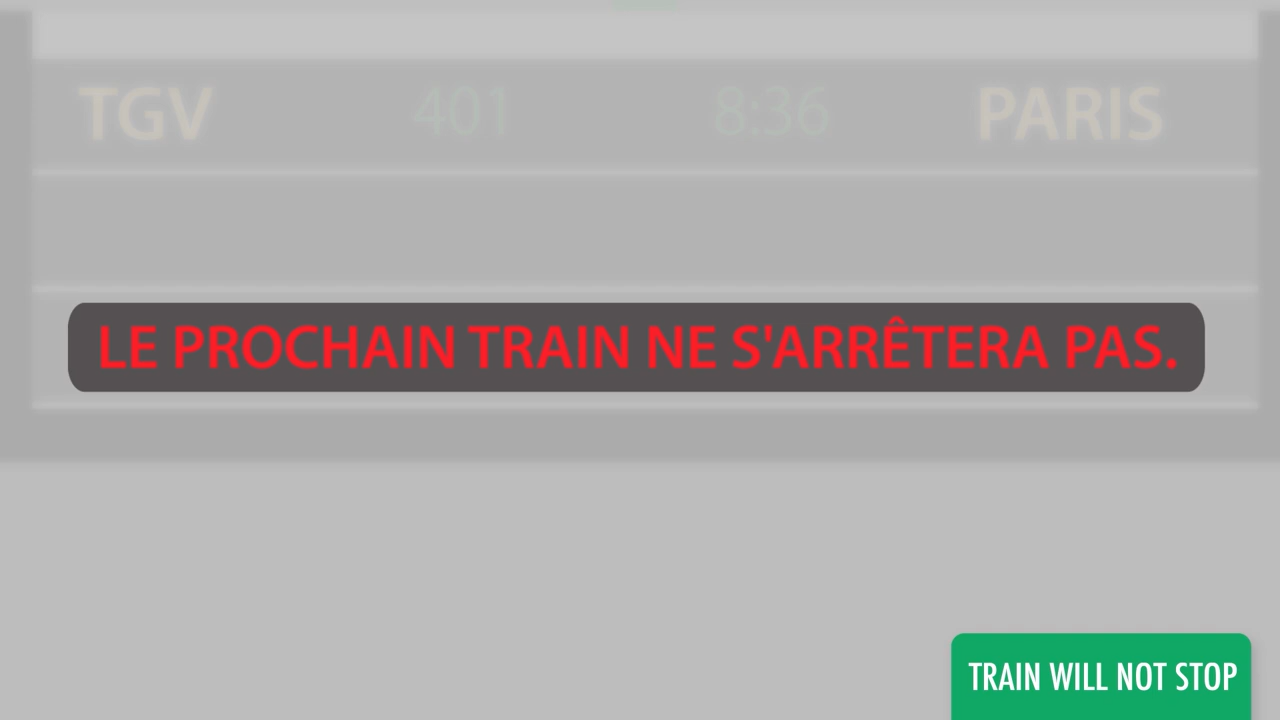 TGV 401 8:36 PARIS
LE PROCHAIN TRAIN NE S'ARRÊTERA PAS.
TRAIN WILL NOT STOP